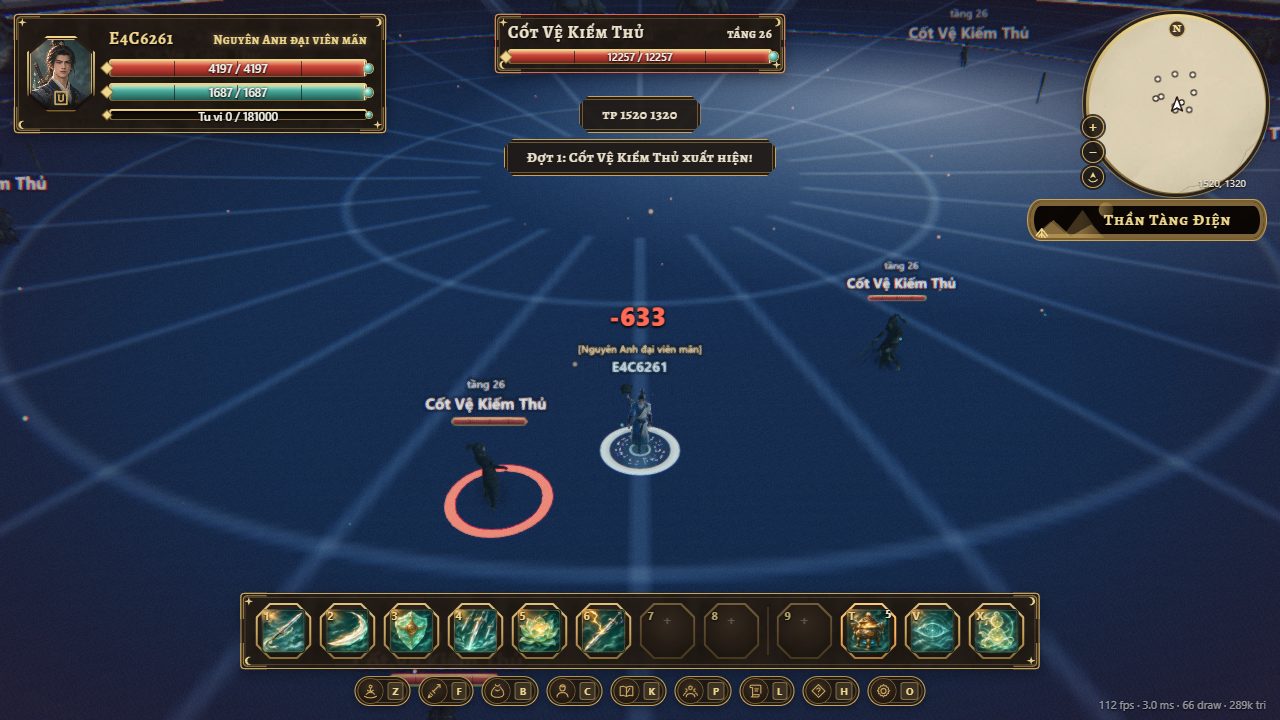 E4C6261
Nguyên Anh đại viên mãn
4197 / 4197
1687 / 1687
Tu vi 0 / 181000
U
Cốt Vệ Kiếm Thủ
tầng 26
12257 / 12257
TP 1520 1320
Đợt 1: Cốt Vệ Kiếm Thủ xuất hiện!
tầng 26
Cốt Vệ Kiếm Thủ
N
1520, 1320
Thần Tàng Điện
m Thủ
tầng 26
Cốt Vệ Kiếm Thủ
-633
[Nguyên Anh đại viên mãn]
E4C6261
tầng 26
Cốt Vệ Kiếm Thủ
1 2 3 4 5 6 7 8 9 T 5 V X
Z F B C K P L H O
112 fps · 3.0 ms · 66 draw · 289k tri